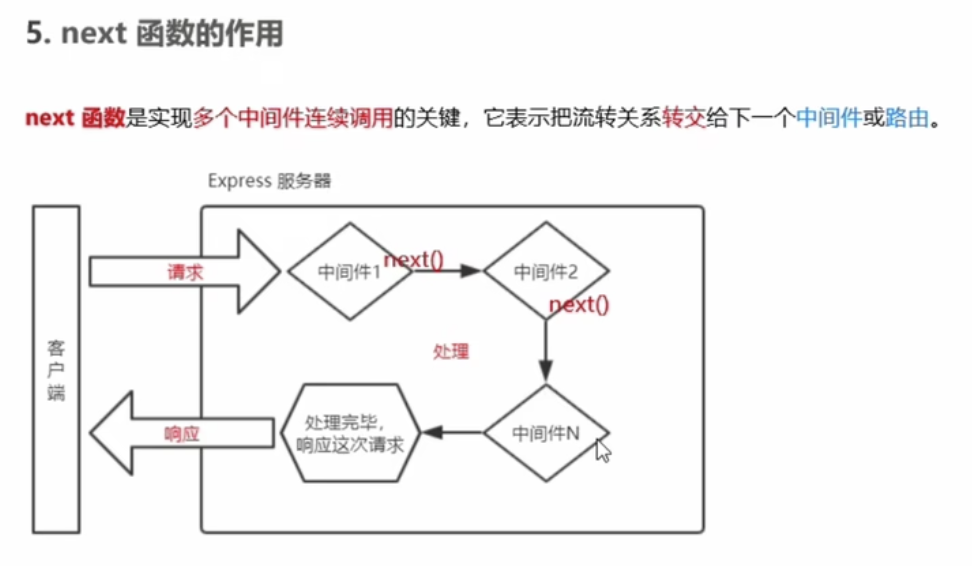 5. next 函数的作用
next 函数是实现多个中间件连续调用的关键，它表示把流转关系转交给下一个中间件或路由。
Express 服务器
客户端
请求
中间件1
next()
中间件2
next()
处理
中间件N
处理完毕，
响应这次请求
响应